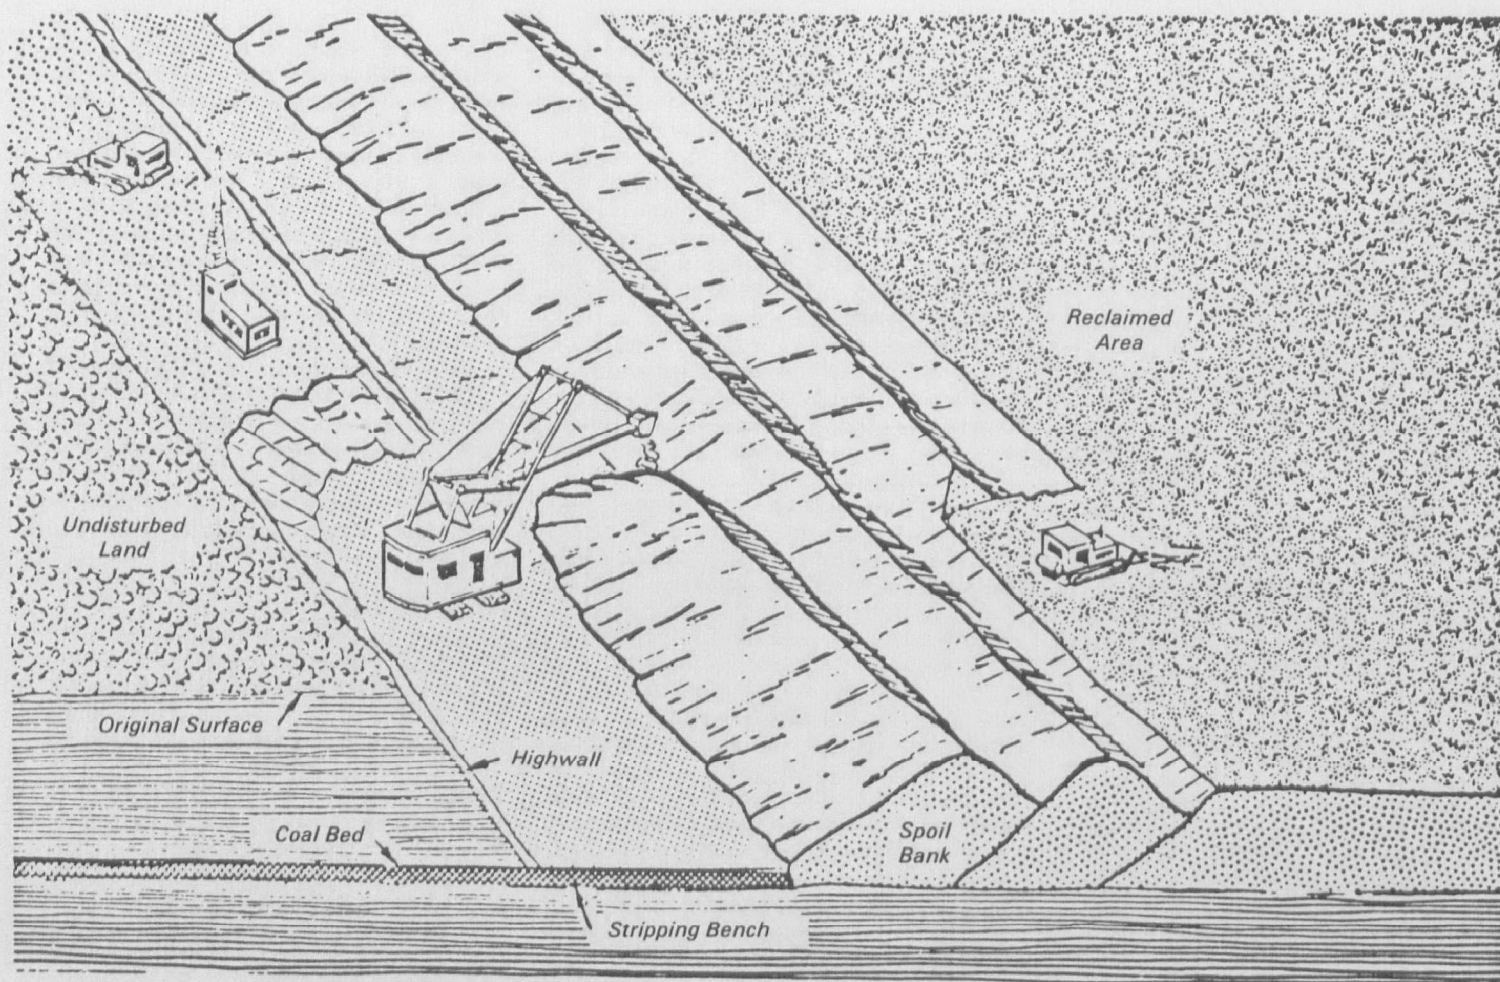 Reclaimed
Area
Undisturbed
Land
Original Surface
Highwall
Coal Bed
Spoil
Bank
Stripping Bench